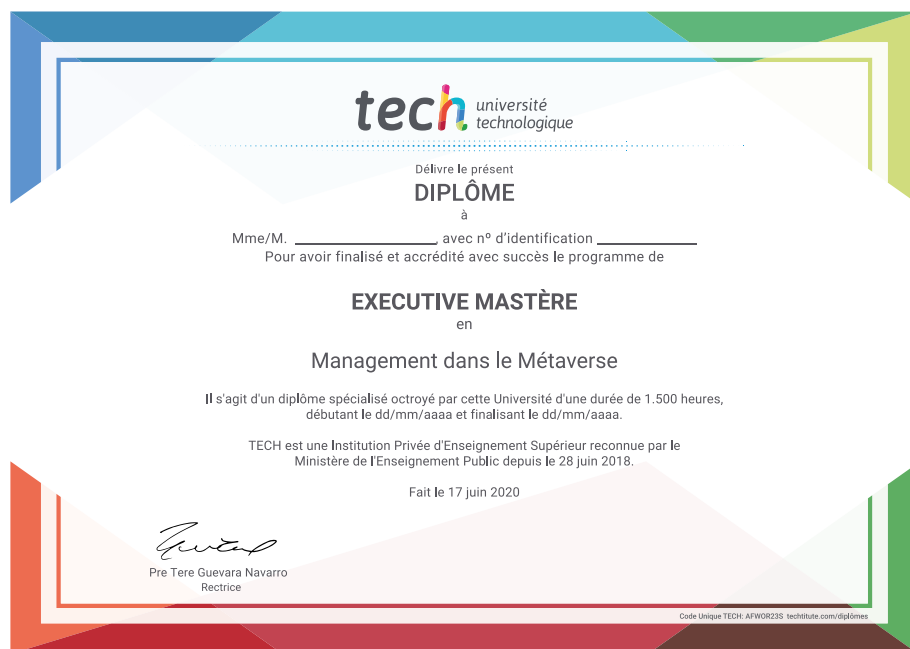 tech université
technologique
Délivre le présent
DIPLÔME
à
Mme/M. _________________, avec nº d'identification ____________
Pour avoir finalisé et accrédité avec succès le programme de
EXECUTIVE MASTÈRE
en
Management dans le Métaverse
Il s'agit d'un diplôme spécialisé octroyé par cette Université d'une durée de 1.500 heures,
débutant le dd/mm/aaaa et finalisant le dd/mm/aaaa.
TECH est une Institution Privée d'Enseignement Supérieur reconnue par le
Ministère de l'Enseignement Public depuis le 28 juin 2018.
Fait le 17 juin 2020
Pre Tere Guevara Navarro
Rectrice
Code Unique TECH: AFWOR23S techtitute.com/diplômes